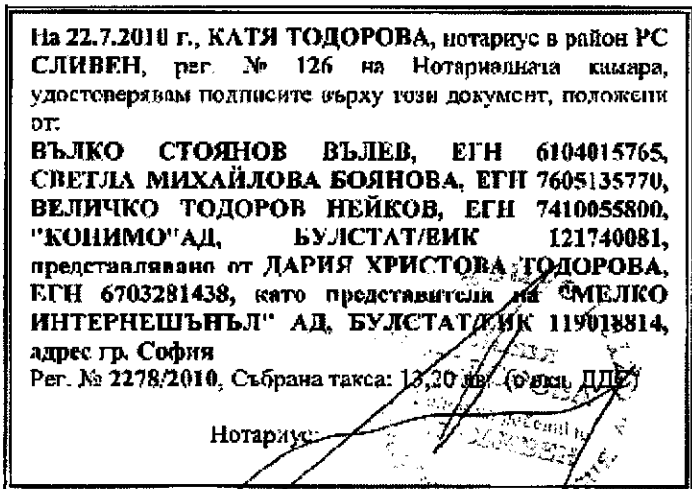 На 22.7.2010 г., КАТЯ ТОДОРОВА, нотариус в район РС
СЛИВЕН, рег. № 126 на Нотариалната камара,
удостоверявам подписите върху този документ, положени
от:
ВЪЛКО СТОЯНОВ ВЪЛЕВ, ЕГН 6104015765,
СВЕТЛА МИХАЙЛОВА БОЯНОВА, ЕГН 7605135770,
ВЕЛИЧКО ТОДОРОВ НЕЙКОВ, ЕГН 7410055800,
"КОНИМО"АД, БУЛСТАТ/ЕИК 121740081,
представлявано от ДАРИЯ ХРИСТОВА ТОДОРОВА,
ЕГН 6703281438, като представители на "МЕЛКО
ИНТЕРНЕШЪНЪЛ" АД, БУЛСТАТ/ЕИК 119018814,
адрес гр. София
Рег. № 2278/2010, Събрана такса: 13,20 лв. (с вкл. ДДС)
Нотариус: